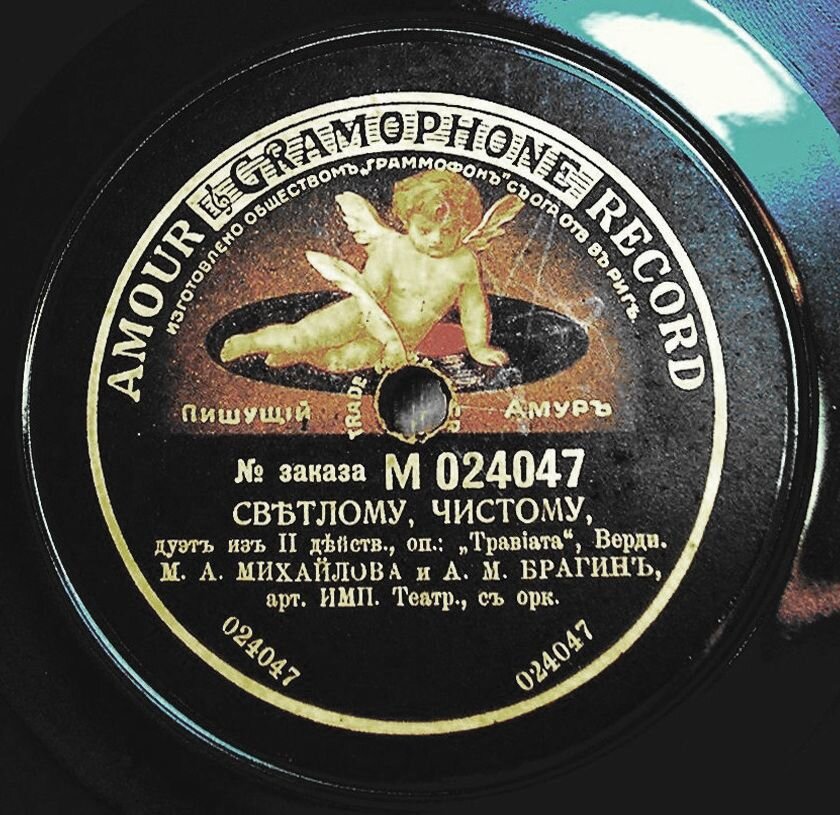 AMOUR GRAMOPHONE RECORD
ИЗГОТОВЛЕНО ОБЩЕСТВОМЪ „ГРАММОФОНЪ“ СЪ ОГР. ОТВ. ВЪ РИГѢ.
ПИШУЩІЙ АМУРЪ
TRADE
№ заказа М 024047
СВѢТЛОМУ, ЧИСТОМУ,
дуэтъ изъ II дѣйств., оп.: „Травіата“, Верди.
М. А. МИХАЙЛОВА и А. М. БРАГИНЪ,
арт. ИМП. Театр., съ орк.
024047 024047